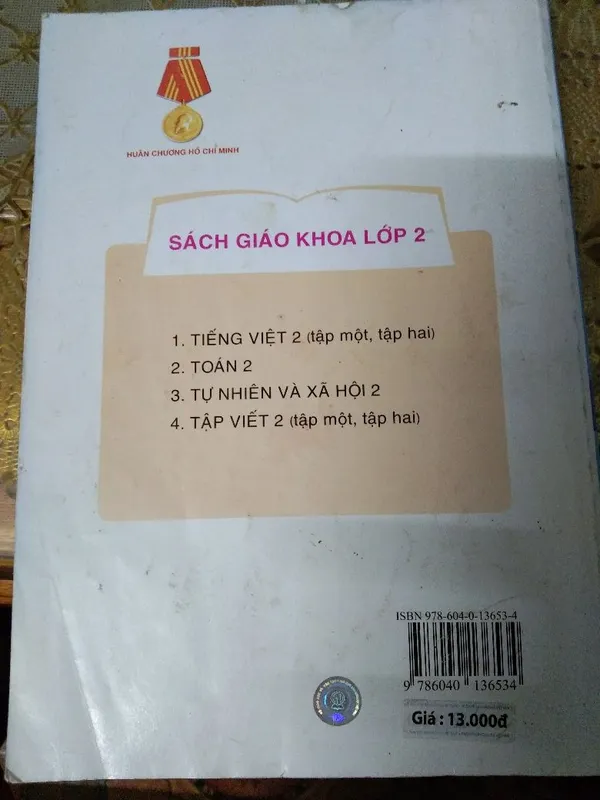 HUÂN CHƯƠNG HỒ CHÍ MINH
SÁCH GIÁO KHOA LỚP 2
1. TIẾNG VIỆT 2 (tập một, tập hai)
2. TOÁN 2
3. TỰ NHIÊN VÀ XÃ HỘI 2
4. TẬP VIẾT 2 (tập một, tập hai)
ISBN 978-604-0-13653-4
9 786040 136534
Giá : 13.000đ